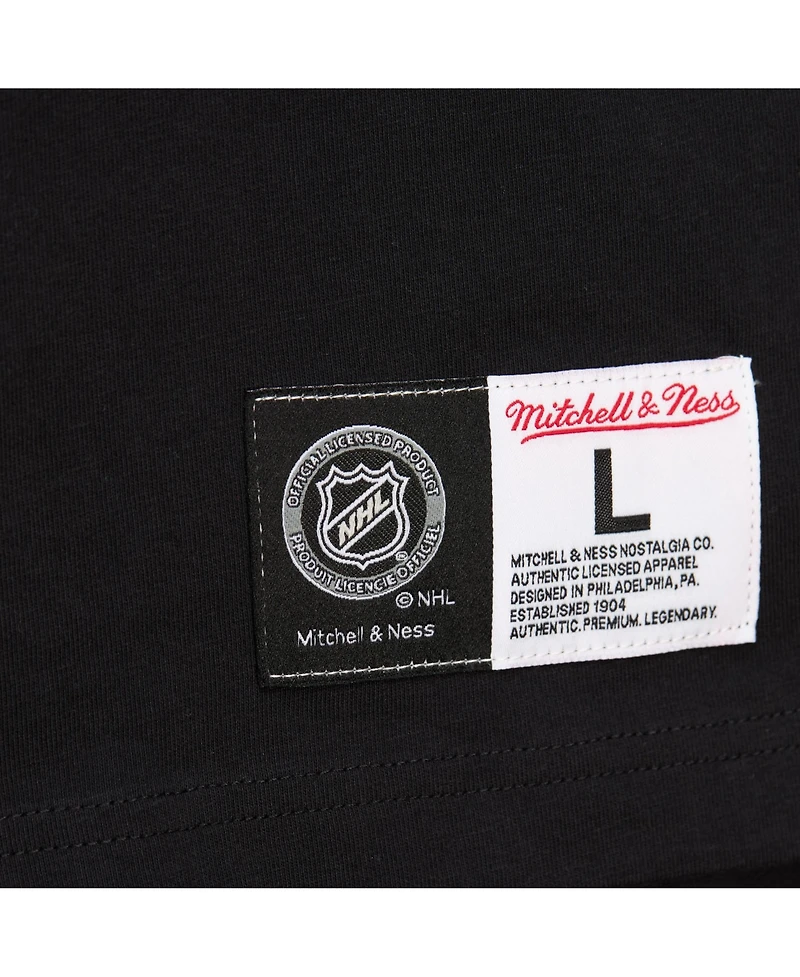 OFFICIAL LICENSED PRODUCT
NHL
PRODUIT LICENCIE OFFICIEL
© NHL
Mitchell & Ness
Mitchell & Ness
L
MITCHELL & NESS NOSTALGIA CO.
AUTHENTIC LICENSED APPAREL
DESIGNED IN PHILADELPHIA, PA.
ESTABLISHED 1904
AUTHENTIC. PREMIUM. LEGENDARY.